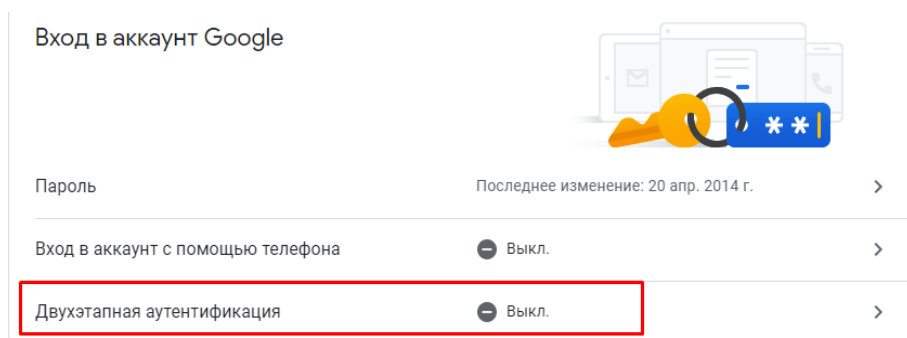 Вход в аккаунт Google
**
Пароль Последнее изменение: 20 апр. 2014 г.
Вход в аккаунт с помощью телефона Выкл.
Двухэтапная аутентификация Выкл.